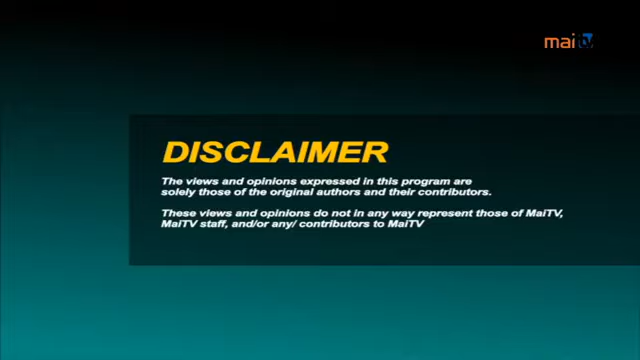 maitv
DISCLAIMER
The views and opinions expressed in this program are
solely those of the original authors and their contributors.
These views and opinions do not in any way represent those of MaiTV,
MaiTV staff, and/or any/ contributors to MaiTV